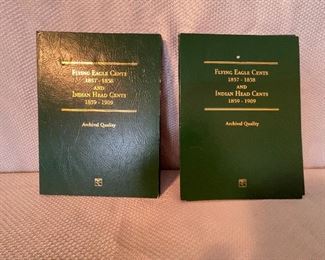 Flying Eagle Cents
1857 - 1858
and
Indian Head Cents
1859 - 1909
Archival Quality
Flying Eagle Cents
1857 - 1858
and
Indian Head Cents
1859 - 1909
Archival Quality